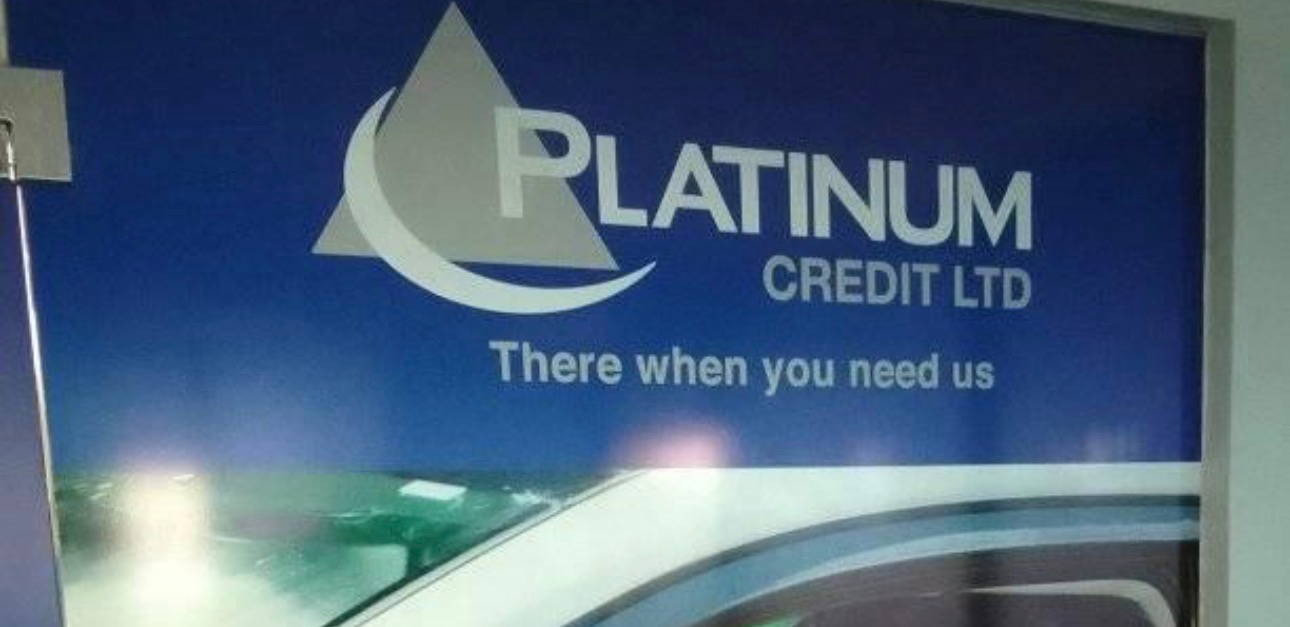 PLATINUM
CREDIT LTD
There when you need us